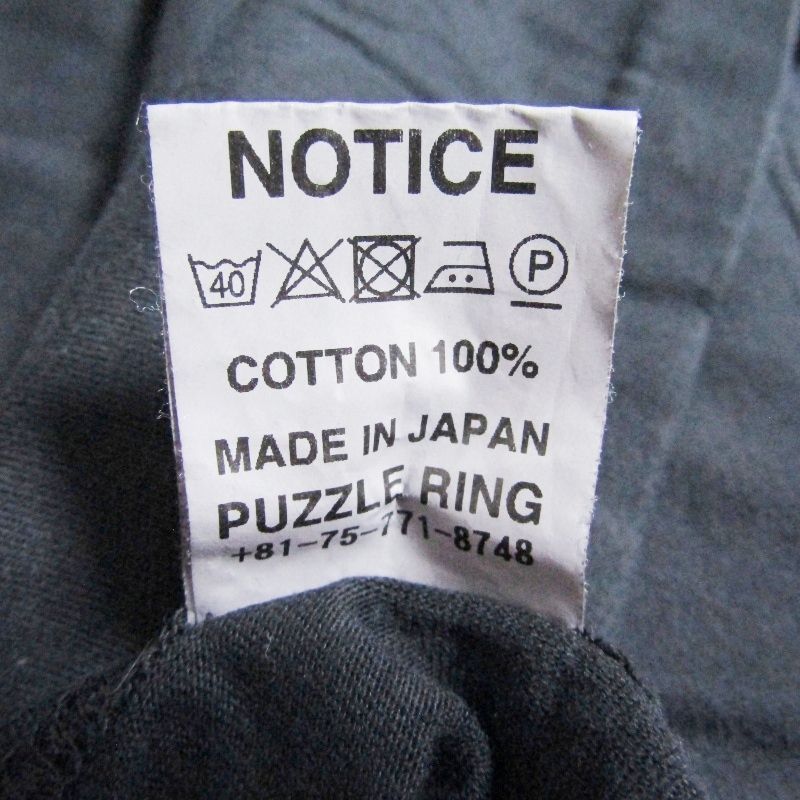 NOTICE
40 P
COTTON 100%
MADE IN JAPAN
PUZZLE RING
+81-75-771-8748